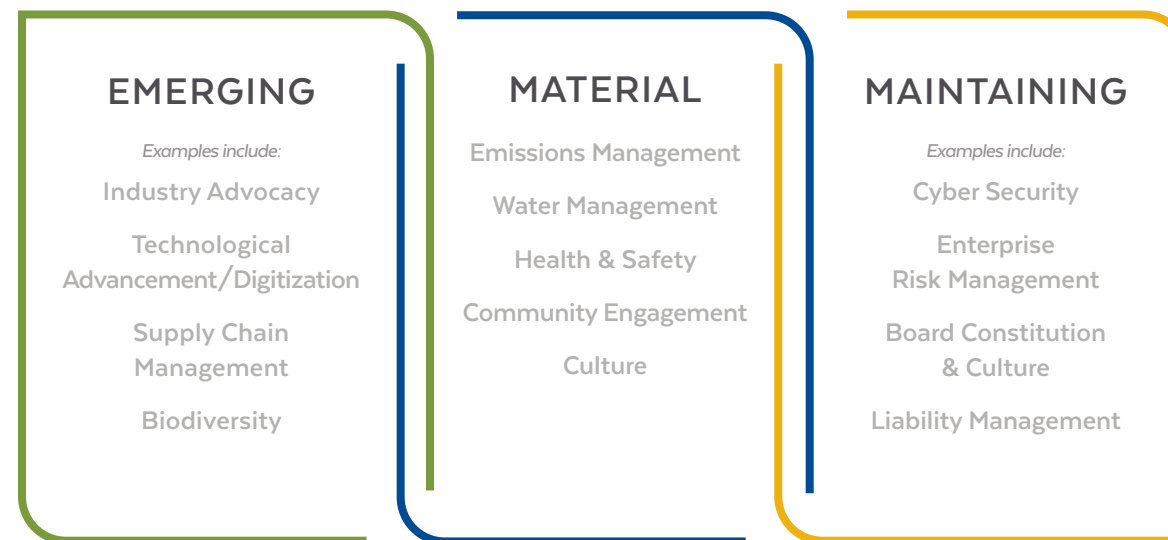 EMERGING
Examples include:
Industry Advocacy
Technological
Advancement/Digitization
Supply Chain
Management
Biodiversity
MATERIAL
Emissions Management
Water Management
Health & Safety
Community Engagement
Culture
MAINTAINING
Examples include:
Cyber Security
Enterprise
Risk Management
Board Constitution
& Culture
Liability Management